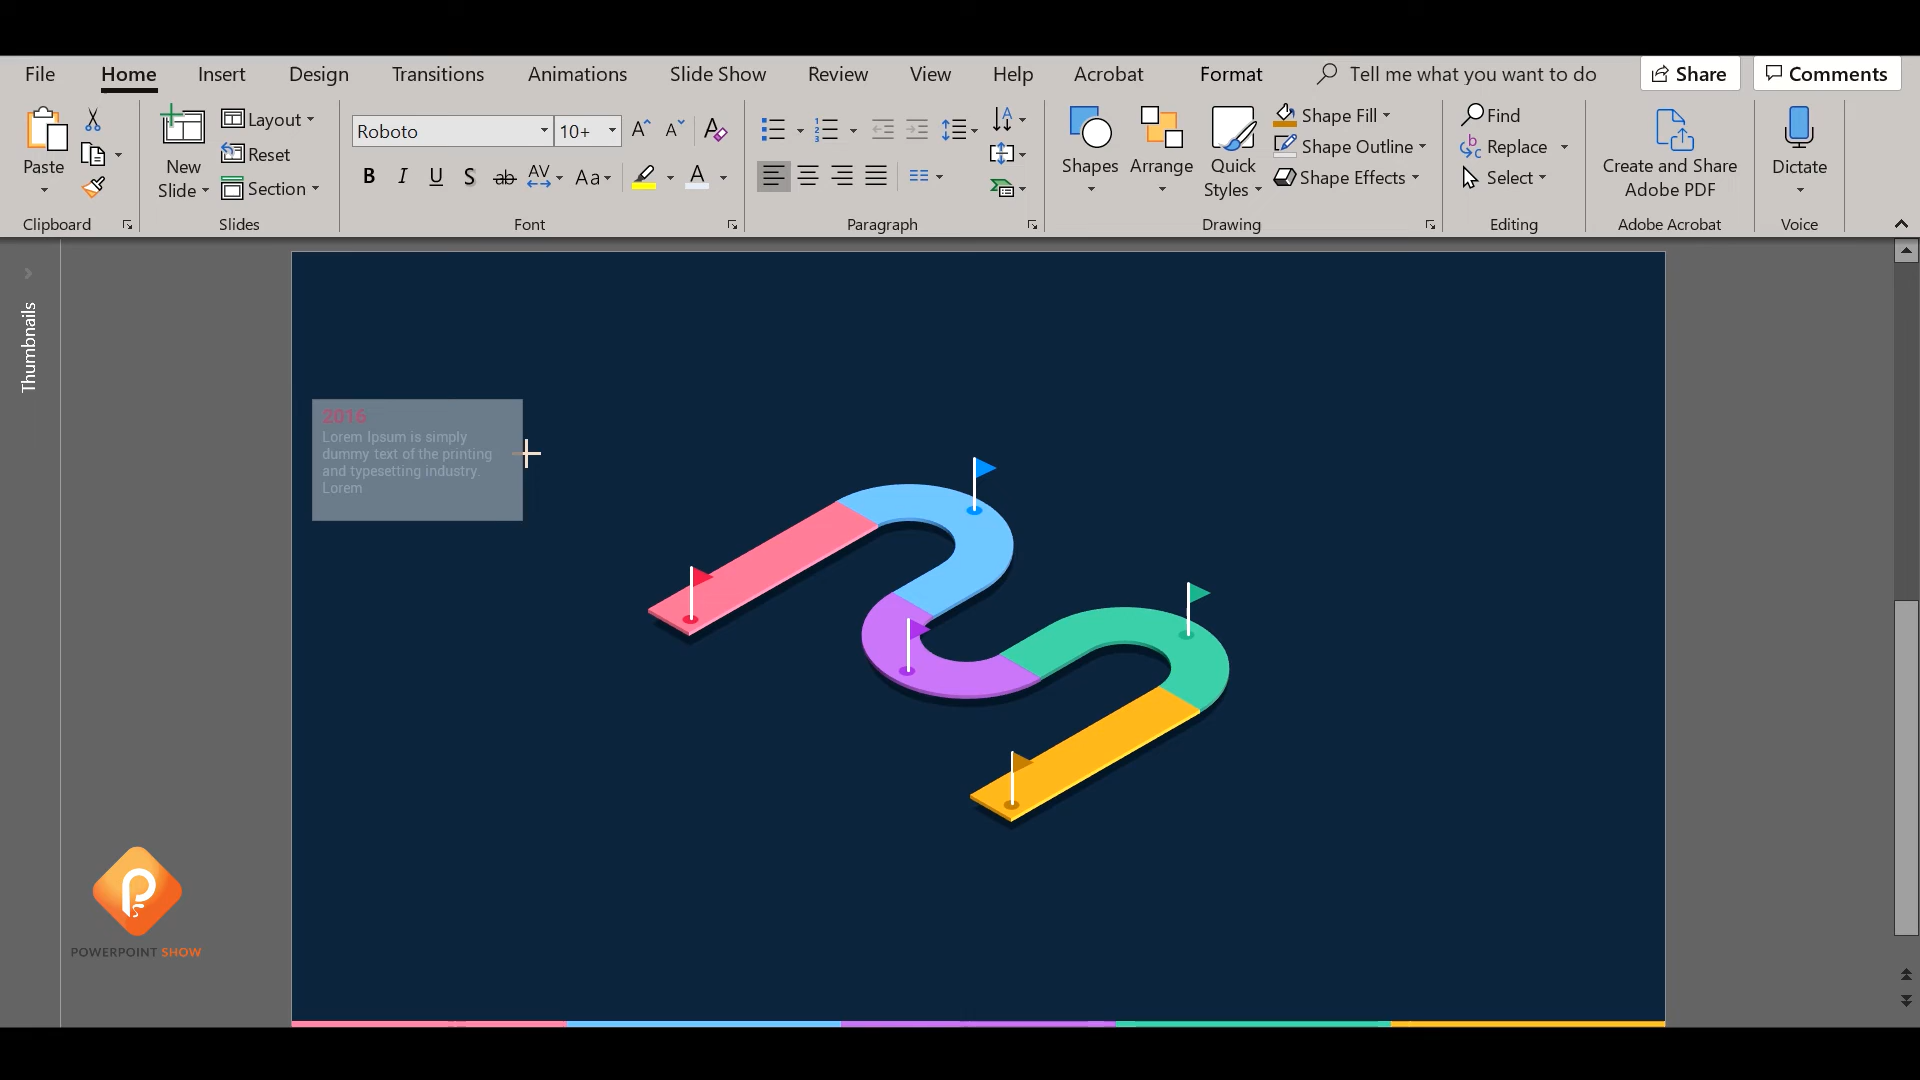 File Home Insert Design Transitions Animations Slide Show Review View Help Acrobat Format Tell me what you want to do Share Comments
Paste
New Slide
Layout
Reset
Section
Roboto 10+
B I U S ab AV Aa A
Shapes
Arrange
Quick Styles
Shape Fill
Shape Outline
Shape Effects
Find
Replace
Select
Create and Share
Adobe PDF
Dictate
Clipboard Slides Font Paragraph Drawing Editing Adobe Acrobat Voice
Thumbnails
2016
Lorem Ipsum is simply
dummy text of the printing
and typesetting industry.
Lorem
POWERPOINT SHOW